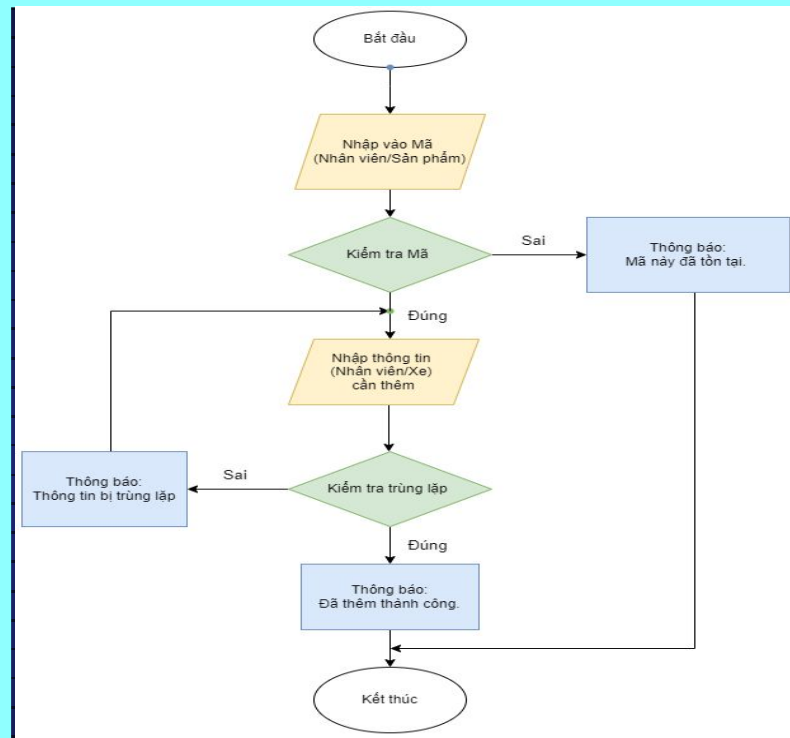 Bắt đầu
Nhập vào Mã
(Nhân viên/Sản phẩm)
Kiểm tra Mã
Sai
Thông báo:
Mã này đã tồn tại.
Đúng
Nhập thông tin
(Nhân viên/Xe)
cần thêm
Kiểm tra trùng lặp
Sai
Thông báo:
Thông tin bị trùng lặp
Đúng
Thông báo:
Đã thêm thành công.
Kết thúc